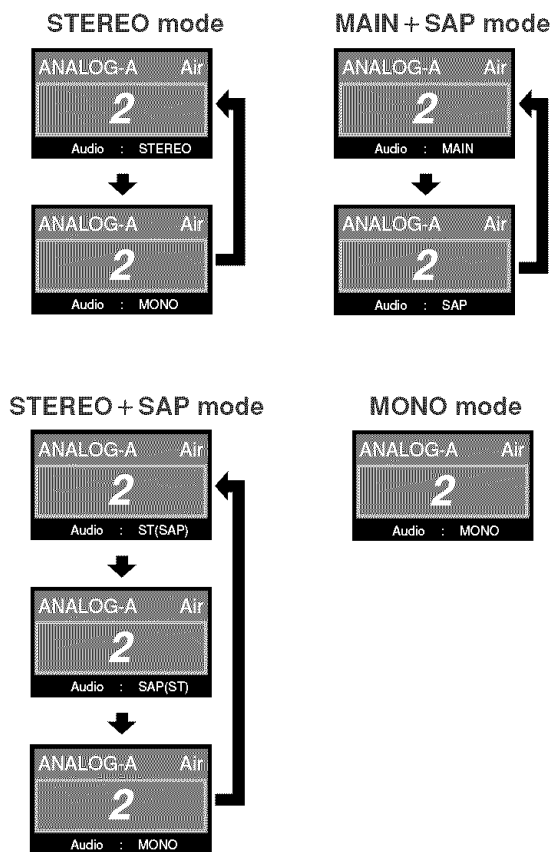 STEREO mode
ANALOG-A Air
2
Audio : STEREO
ANALOG-A Air
2
Audio : MONO
MAIN + SAP mode
ANALOG-A Air
2
Audio : MAIN
ANALOG-A Air
2
Audio : SAP
STEREO + SAP mode
ANALOG-A Air
2
Audio : ST(SAP)
ANALOG-A Air
2
Audio : SAP(ST)
ANALOG-A Air
2
Audio : MONO
MONO mode
ANALOG-A Air
2
Audio : MONO